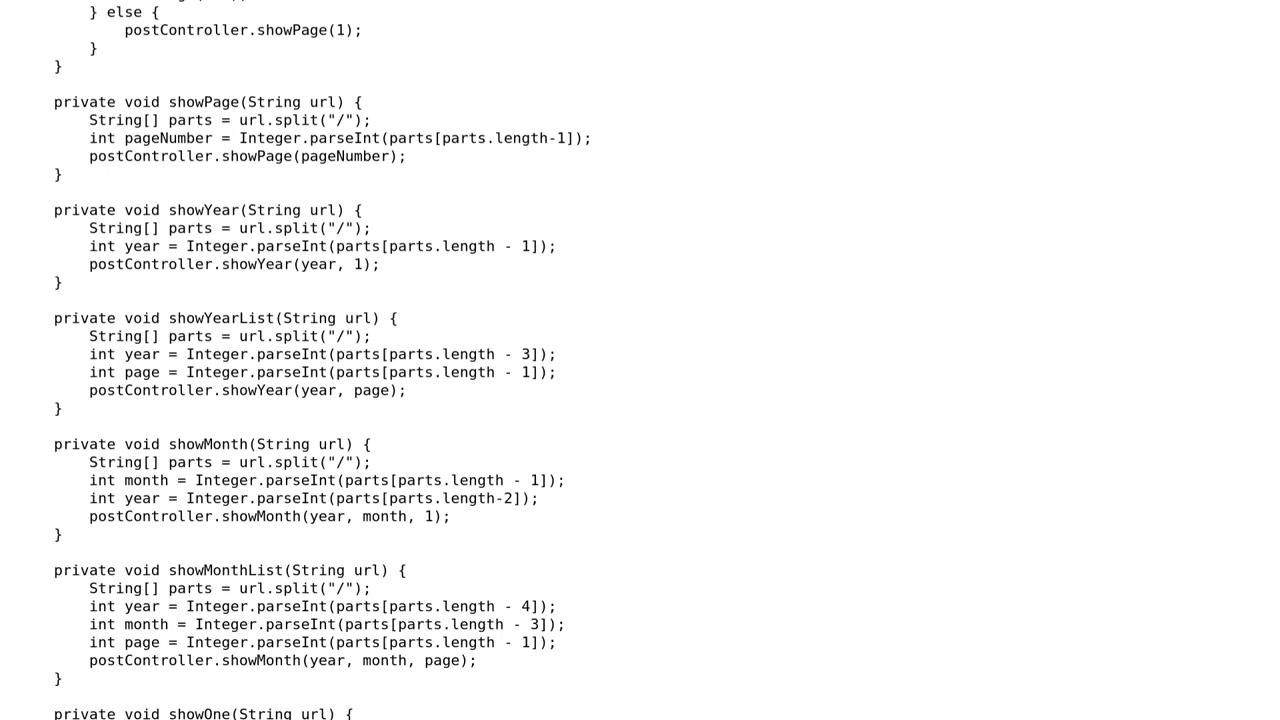 } else {
postController.showPage(1);
}
}
private void showPage(String url) {
String[] parts = url.split("/");
int pageNumber = Integer.parseInt(parts[parts.length-1]);
postController.showPage(pageNumber);
}
private void showYear(String url) {
String[] parts = url.split("/");
int year = Integer.parseInt(parts[parts.length - 1]);
postController.showYear(year, 1);
}
private void showYearList(String url) {
String[] parts = url.split("/");
int year = Integer.parseInt(parts[parts.length - 3]);
int page = Integer.parseInt(parts[parts.length - 1]);
postController.showYear(year, page);
}
private void showMonth(String url) {
String[] parts = url.split("/");
int month = Integer.parseInt(parts[parts.length - 1]);
int year = Integer.parseInt(parts[parts.length-2]);
postController.showMonth(year, month, 1);
}
private void showMonthList(String url) {
String[] parts = url.split("/");
int year = Integer.parseInt(parts[parts.length - 4]);
int month = Integer.parseInt(parts[parts.length - 3]);
int page = Integer.parseInt(parts[parts.length - 1]);
postController.showMonth(year, month, page);
}
private void showOne(String url) {